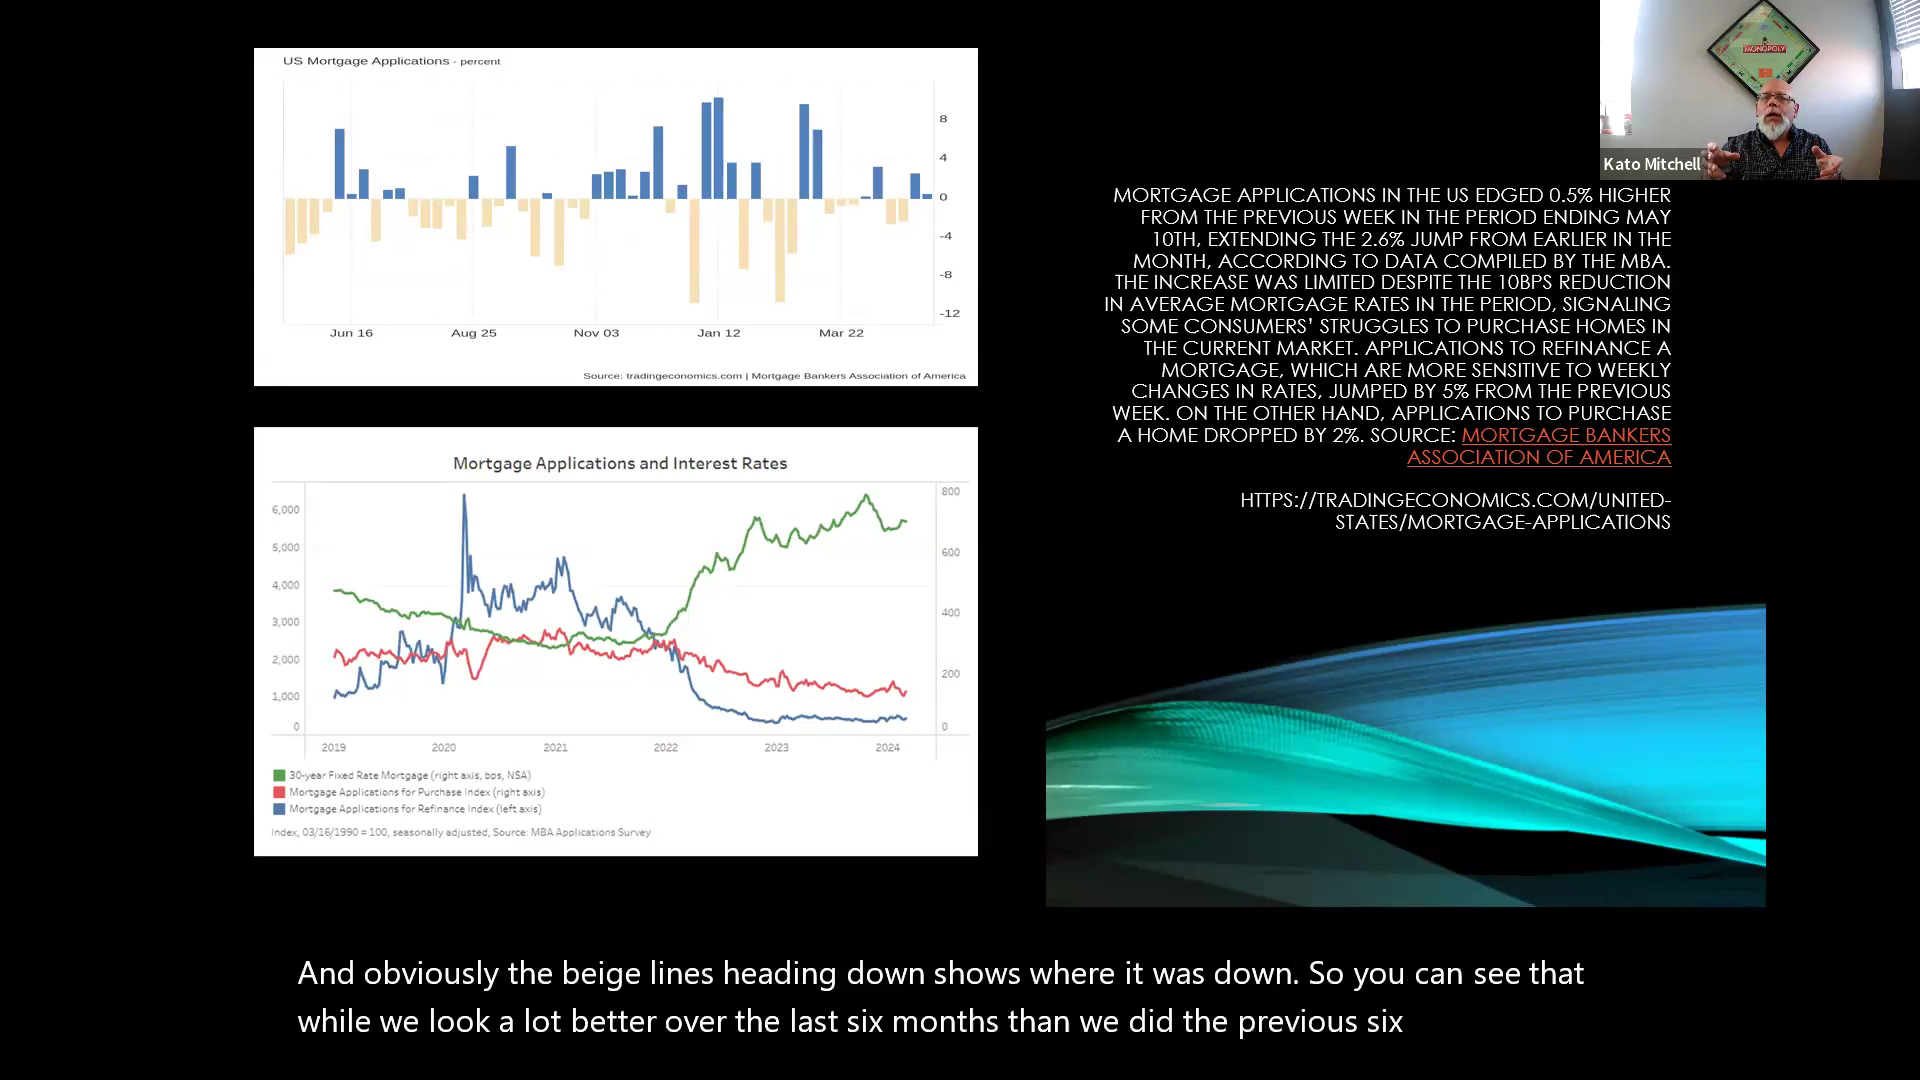 US Mortgage Applications - percent
8
4
0
-4
-8
-12
Jun 16
Aug 25
Nov 03
Jan 12
Mar 22
Source: tradingeconomics.com | Mortgage Bankers Association of America
Mortgage Applications and Interest Rates
6,000
5,000
4,000
3,000
2,000
1,000
0
800
600
400
200
0
2019
2020
2021
2022
2023
2024
30-year Fixed Rate Mortgage (right axis, bps, NSA)
Mortgage Applications for Purchase Index (right axis)
Mortgage Applications for Refinance Index (left axis)
Index, 03/16/1990 = 100, seasonally adjusted, Source: MBA Applications Survey
MONOPOLY
Kato Mitchell
MORTGAGE APPLICATIONS IN THE US EDGED 0.5% HIGHER
FROM THE PREVIOUS WEEK IN THE PERIOD ENDING MAY
10TH, EXTENDING THE 2.6% JUMP FROM EARLIER IN THE
MONTH, ACCORDING TO DATA COMPILED BY THE MBA.
THE INCREASE WAS LIMITED DESPITE THE 10BPS REDUCTION
IN AVERAGE MORTGAGE RATES IN THE PERIOD, SIGNALING
SOME CONSUMERS’ STRUGGLES TO PURCHASE HOMES IN
THE CURRENT MARKET. APPLICATIONS TO REFINANCE A
MORTGAGE, WHICH ARE MORE SENSITIVE TO WEEKLY
CHANGES IN RATES, JUMPED BY 5% FROM THE PREVIOUS
WEEK. ON THE OTHER HAND, APPLICATIONS TO PURCHASE
A HOME DROPPED BY 2%. SOURCE: MORTGAGE BANKERS
ASSOCIATION OF AMERICA
HTTPS://TRADINGECONOMICS.COM/UNITED-
STATES/MORTGAGE-APPLICATIONS
And obviously the beige lines heading down shows where it was down. So you can see that
while we look a lot better over the last six months than we did the previous six